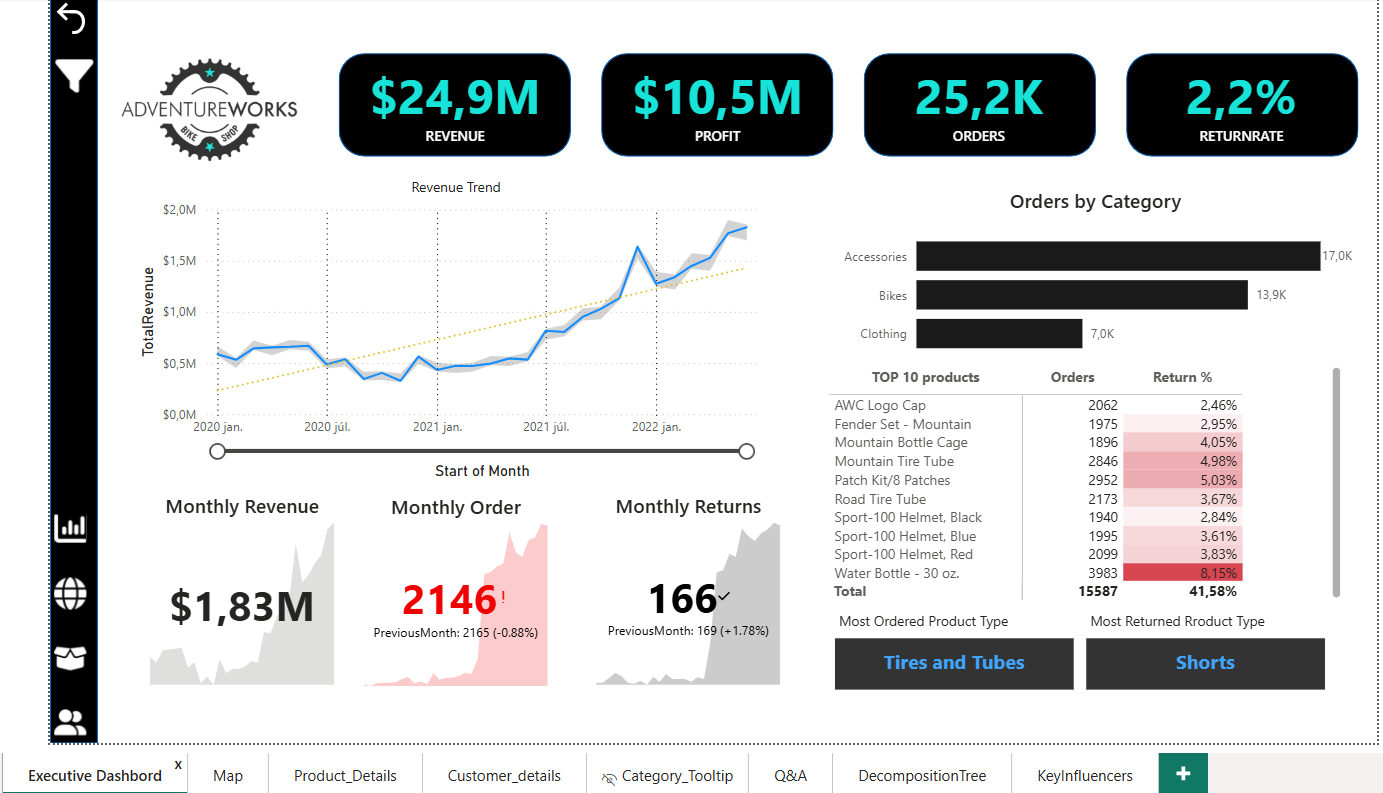 ADVENTUREWORKS
BIKE SHOP
$24,9M
REVENUE
$10,5M
PROFIT
25,2K
ORDERS
2,2%
RETURNRATE
Revenue Trend
TotalRevenue
$2,0M
$1,5M
$1,0M
$0,5M
$0,0M
2020 jan. 2020 júl. 2021 jan. 2021 júl. 2022 jan.
Start of Month
Orders by Category
Accessories 17,0K
Bikes 13,9K
Clothing 7,0K
TOP 10 products Orders Return %
AWC Logo Cap 2062 2,46%
Fender Set - Mountain 1975 2,95%
Mountain Bottle Cage 1896 4,05%
Mountain Tire Tube 2846 4,98%
Patch Kit/8 Patches 2952 5,03%
Road Tire Tube 2173 3,67%
Sport-100 Helmet, Black 1940 2,84%
Sport-100 Helmet, Blue 1995 3,61%
Sport-100 Helmet, Red 2099 3,83%
Water Bottle - 30 oz. 3983 8,15%
Total 15587 41,58%
Monthly Revenue
$1,83M
Monthly Order
2146!
PreviousMonth: 2165 (-0.88%)
Monthly Returns
166✓
PreviousMonth: 169 (+1.78%)
Most Ordered Product Type
Tires and Tubes
Most Returned Rroduct Type
Shorts
Executive Dashbord x Map Product_Details Customer_details Category_Tooltip Q&A DecompositionTree KeyInfluencers +